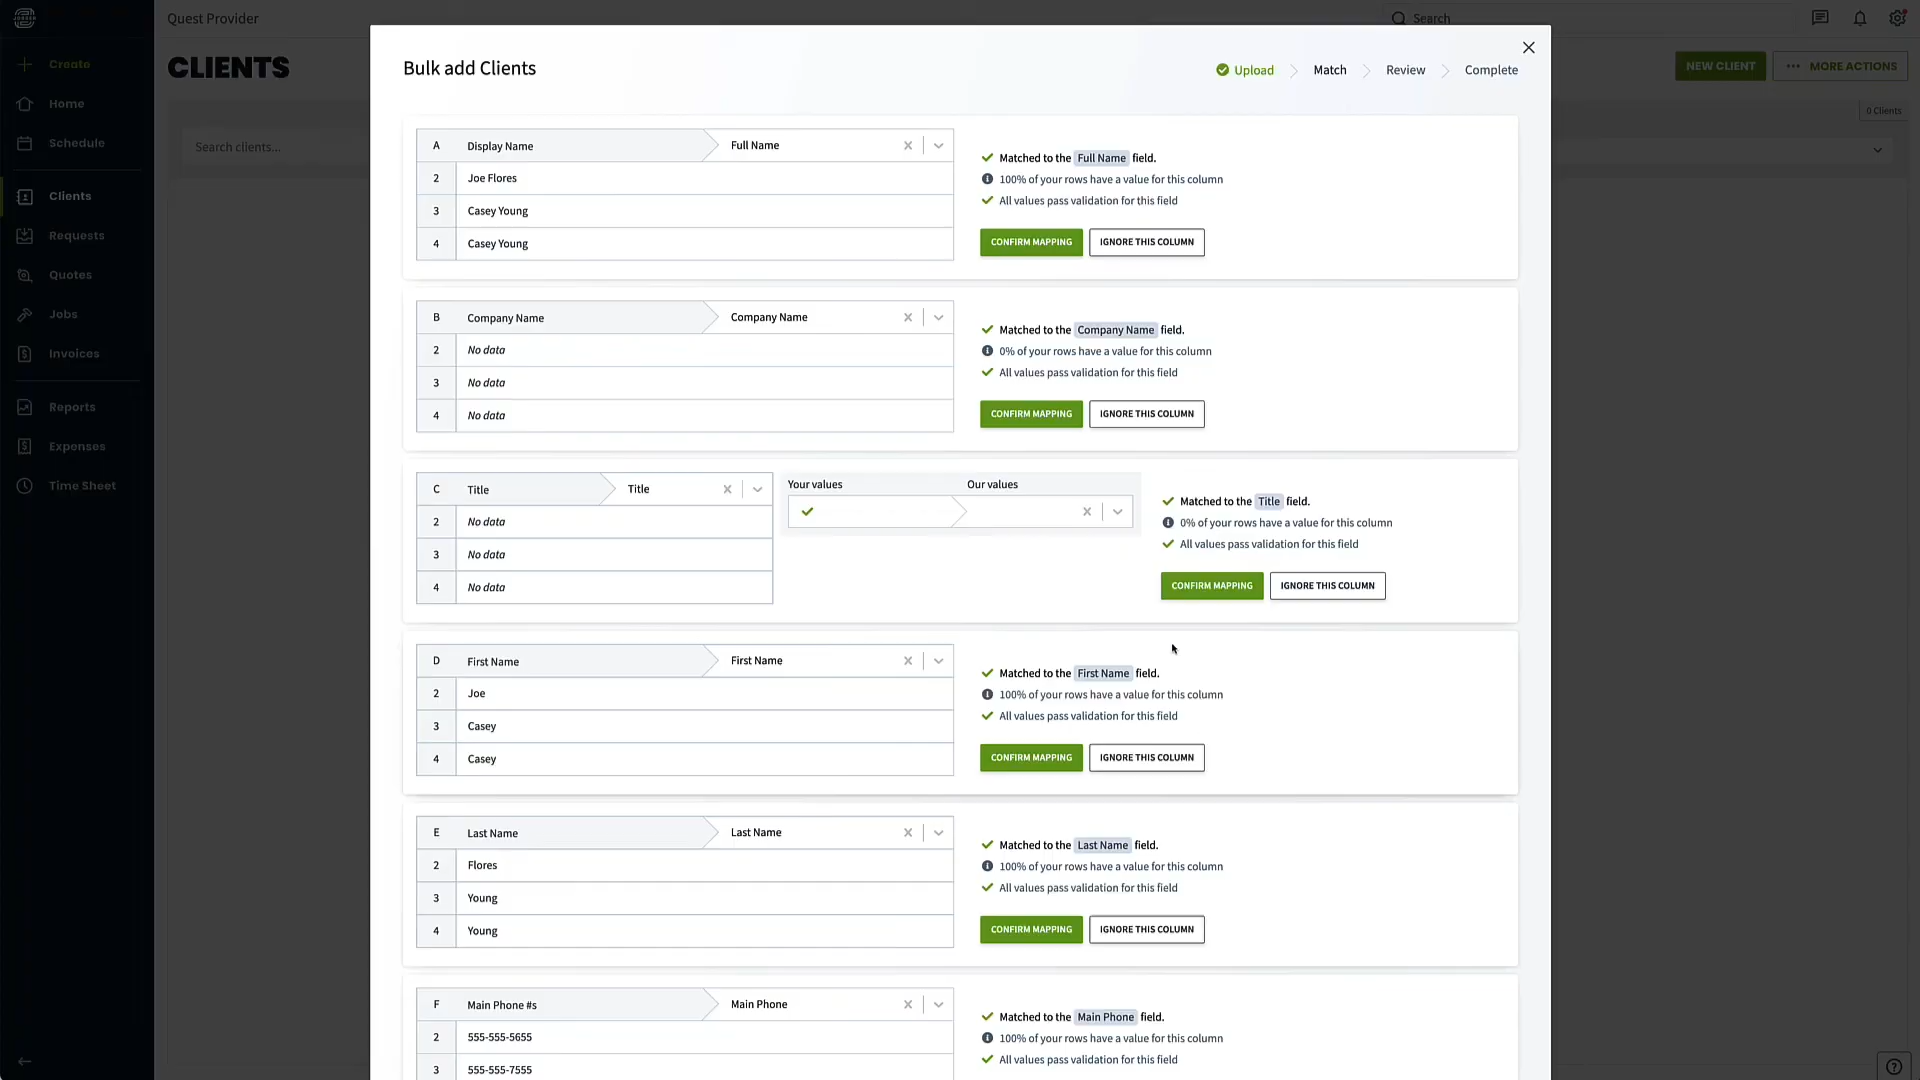 Quest Provider
Search
Create
Home
Schedule
Clients
Requests
Quotes
Jobs
Invoices
Reports
Expenses
Time Sheet
CLIENTS
NEW CLIENT
MORE ACTIONS
0 Clients
Search clients...
Bulk add Clients
Upload
Match
Review
Complete
A Display Name Full Name
2 Joe Flores
3 Casey Young
4 Casey Young
Matched to the Full Name field.
100% of your rows have a value for this column
All values pass validation for this field
CONFIRM MAPPING
IGNORE THIS COLUMN
B Company Name Company Name
2 No data
3 No data
4 No data
Matched to the Company Name field.
0% of your rows have a value for this column
All values pass validation for this field
CONFIRM MAPPING
IGNORE THIS COLUMN
C Title Title
2 No data
3 No data
4 No data
Your values Our values
Matched to the Title field.
0% of your rows have a value for this column
All values pass validation for this field
CONFIRM MAPPING
IGNORE THIS COLUMN
D First Name First Name
2 Joe
3 Casey
4 Casey
Matched to the First Name field.
100% of your rows have a value for this column
All values pass validation for this field
CONFIRM MAPPING
IGNORE THIS COLUMN
E Last Name Last Name
2 Flores
3 Young
4 Young
Matched to the Last Name field.
100% of your rows have a value for this column
All values pass validation for this field
CONFIRM MAPPING
IGNORE THIS COLUMN
F Main Phone #s Main Phone
2 555-555-5655
3 555-555-7555
Matched to the Main Phone field.
100% of your rows have a value for this column
All values pass validation for this field